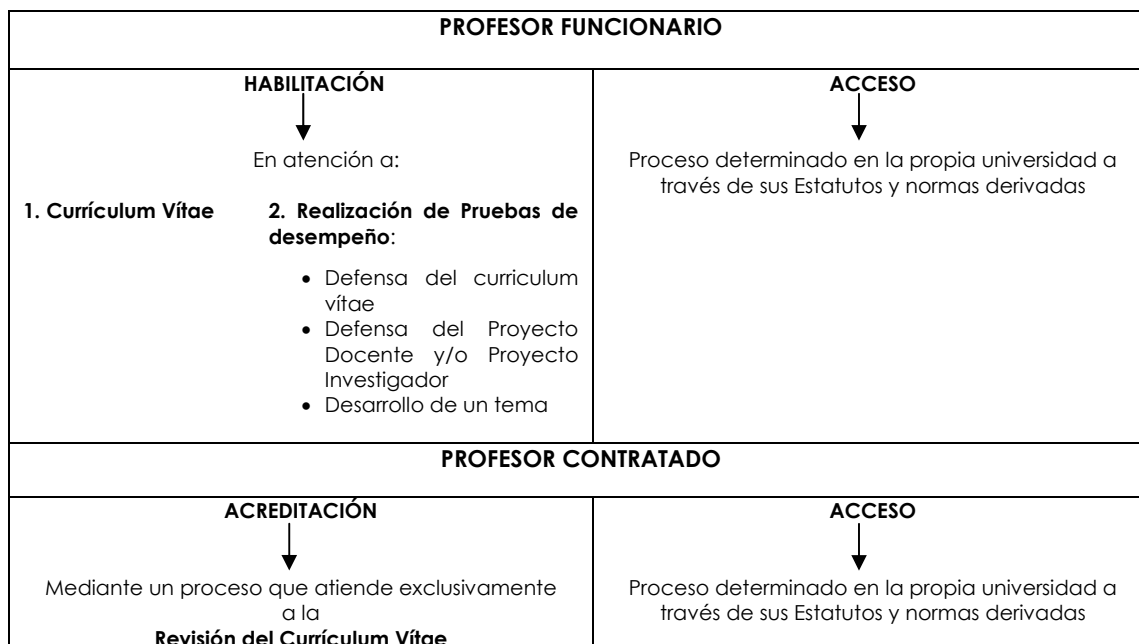 PROFESOR FUNCIONARIO
HABILITACIÓN
En atención a:
1. Currículum Vítae
2. Realización de Pruebas de
desempeño:
• Defensa del curriculum
vítae
• Defensa del Proyecto
Docente y/o Proyecto
Investigador
• Desarrollo de un tema
ACCESO
Proceso determinado en la propia universidad a
través de sus Estatutos y normas derivadas
PROFESOR CONTRATADO
ACREDITACIÓN
Mediante un proceso que atiende exclusivamente
a la
Revisión del Currículum Vítae
ACCESO
Proceso determinado en la propia universidad a
través de sus Estatutos y normas derivadas